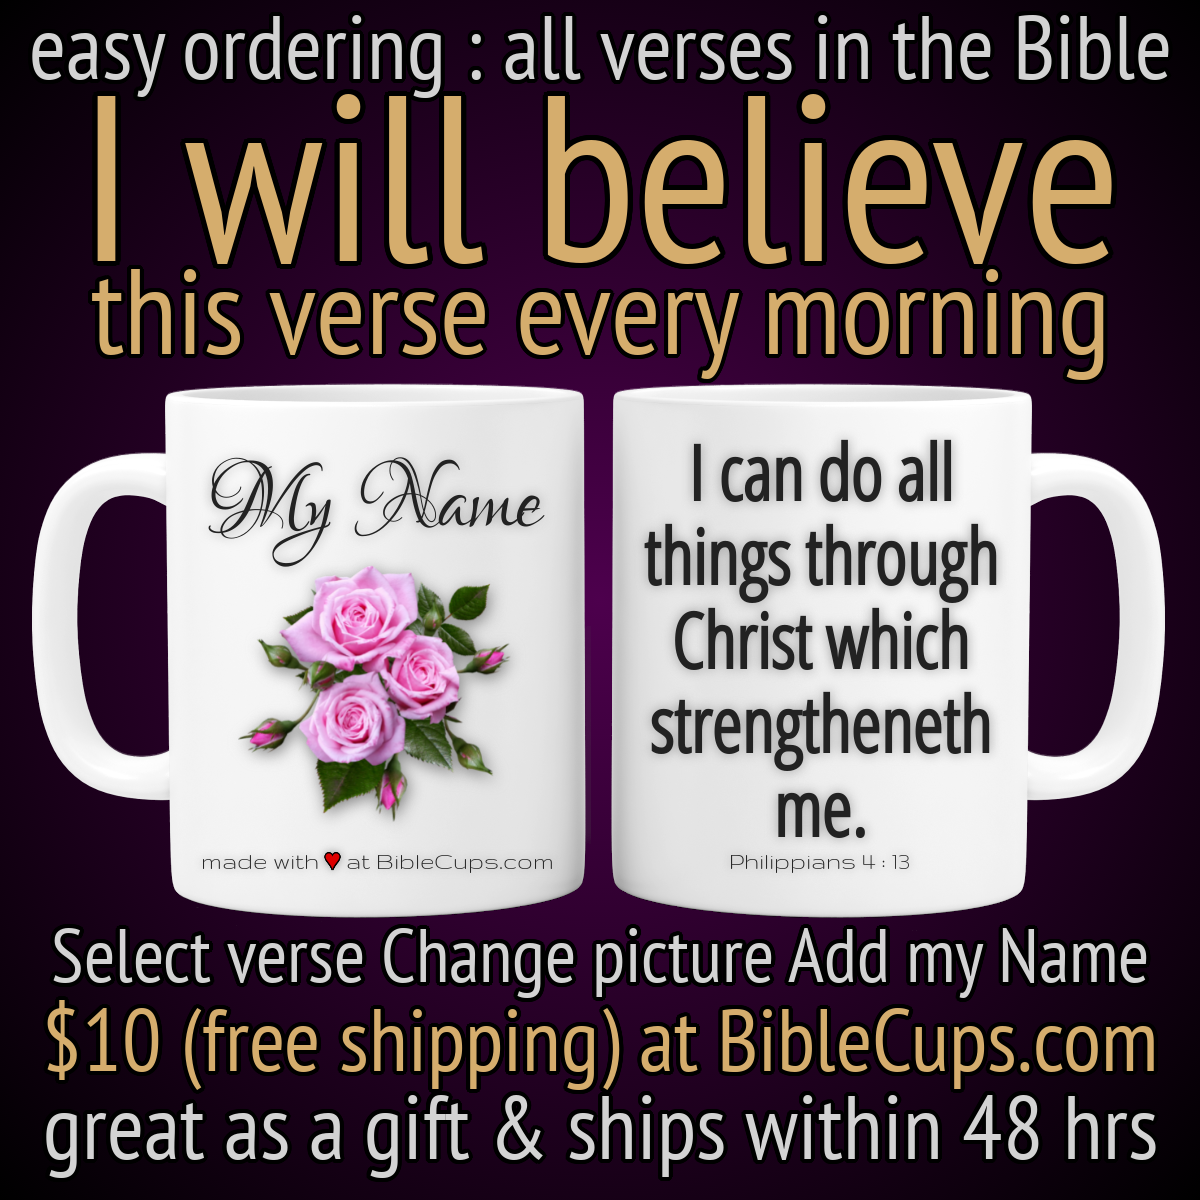 easy ordering : all verses in the Bible
I will believe
this verse every morning
My Name
made with ♥ at BibleCups.com
I can do all
things through
Christ which
strengtheneth
me.
Philippians 4 : 13
Select verse Change picture Add my Name
$10 (free shipping) at BibleCups.com
great as a gift & ships within 48 hrs